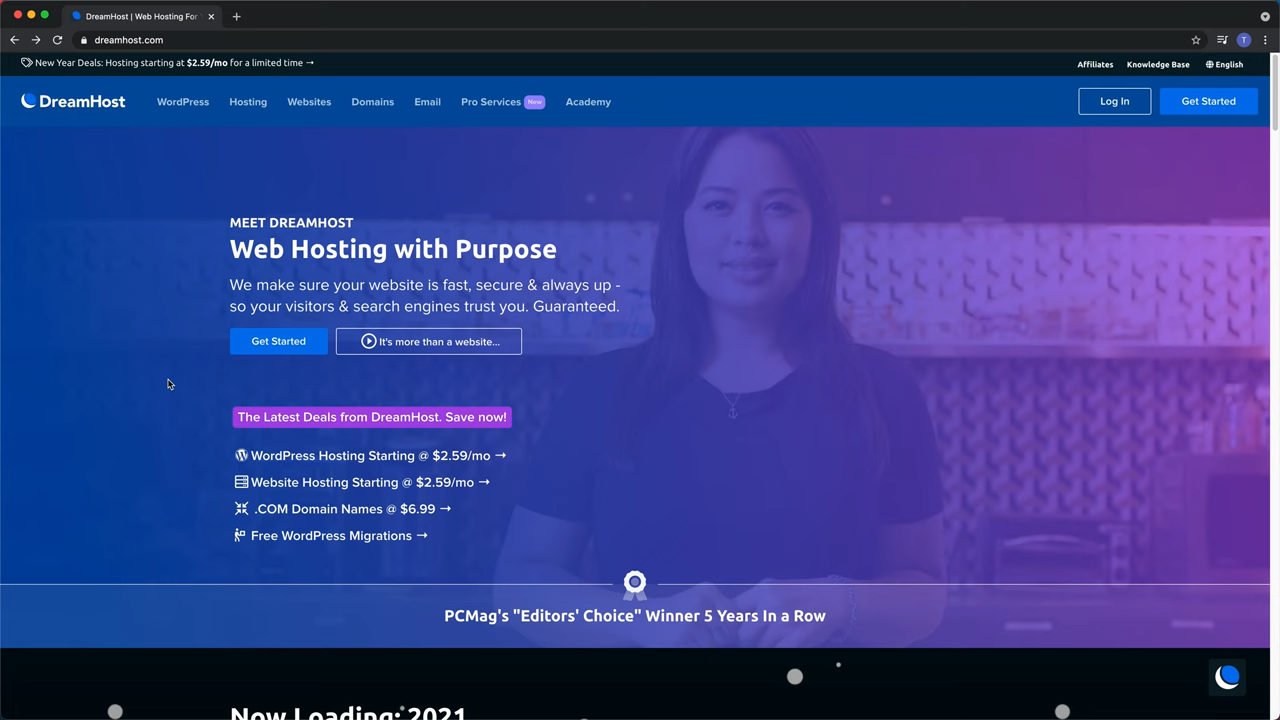 DreamHost | Web Hosting For
dreamhost.com
T
New Year Deals: Hosting starting at $2.59/mo for a limited time →
Affiliates Knowledge Base English
DreamHost WordPress Hosting Websites Domains Email Pro Services New Academy Log In Get Started
MEET DREAMHOST
Web Hosting with Purpose
We make sure your website is fast, secure & always up -
so your visitors & search engines trust you. Guaranteed.
Get Started It's more than a website...
The Latest Deals from DreamHost. Save now!
WordPress Hosting Starting @ $2.59/mo →
Website Hosting Starting @ $2.59/mo →
.COM Domain Names @ $6.99 →
Free WordPress Migrations →
PCMag's "Editors' Choice" Winner 5 Years In a Row
Now Loading: 2021